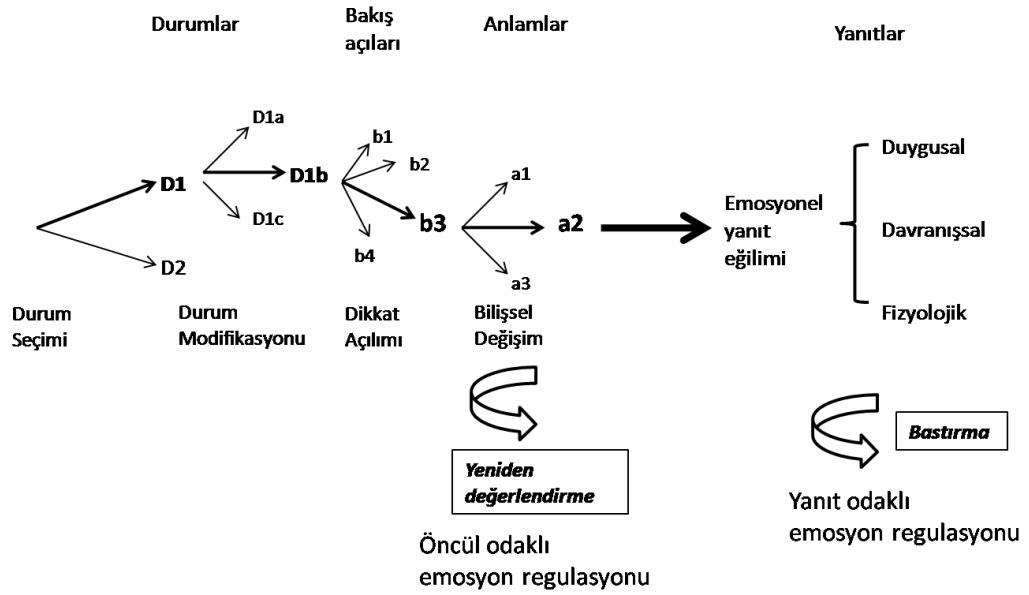 Durumlar
Bakış
açıları
Anlamlar
Yanıtlar
D1a
D1
D1b
D1c
D2
b1
b2
b3
b4
a1
a2
a3
Emosyonel
yanıt
eğilimi
Duygusal
Davranışsal
Fizyolojik
Durum
Seçimi
Durum
Modifikasyonu
Dikkat
Açılımı
Bilişsel
Değişim
Yeniden
değerlendirme
Öncül odaklı
emosyon regulasyonu
Bastırma
Yanıt odaklı
emosyon regulasyonu